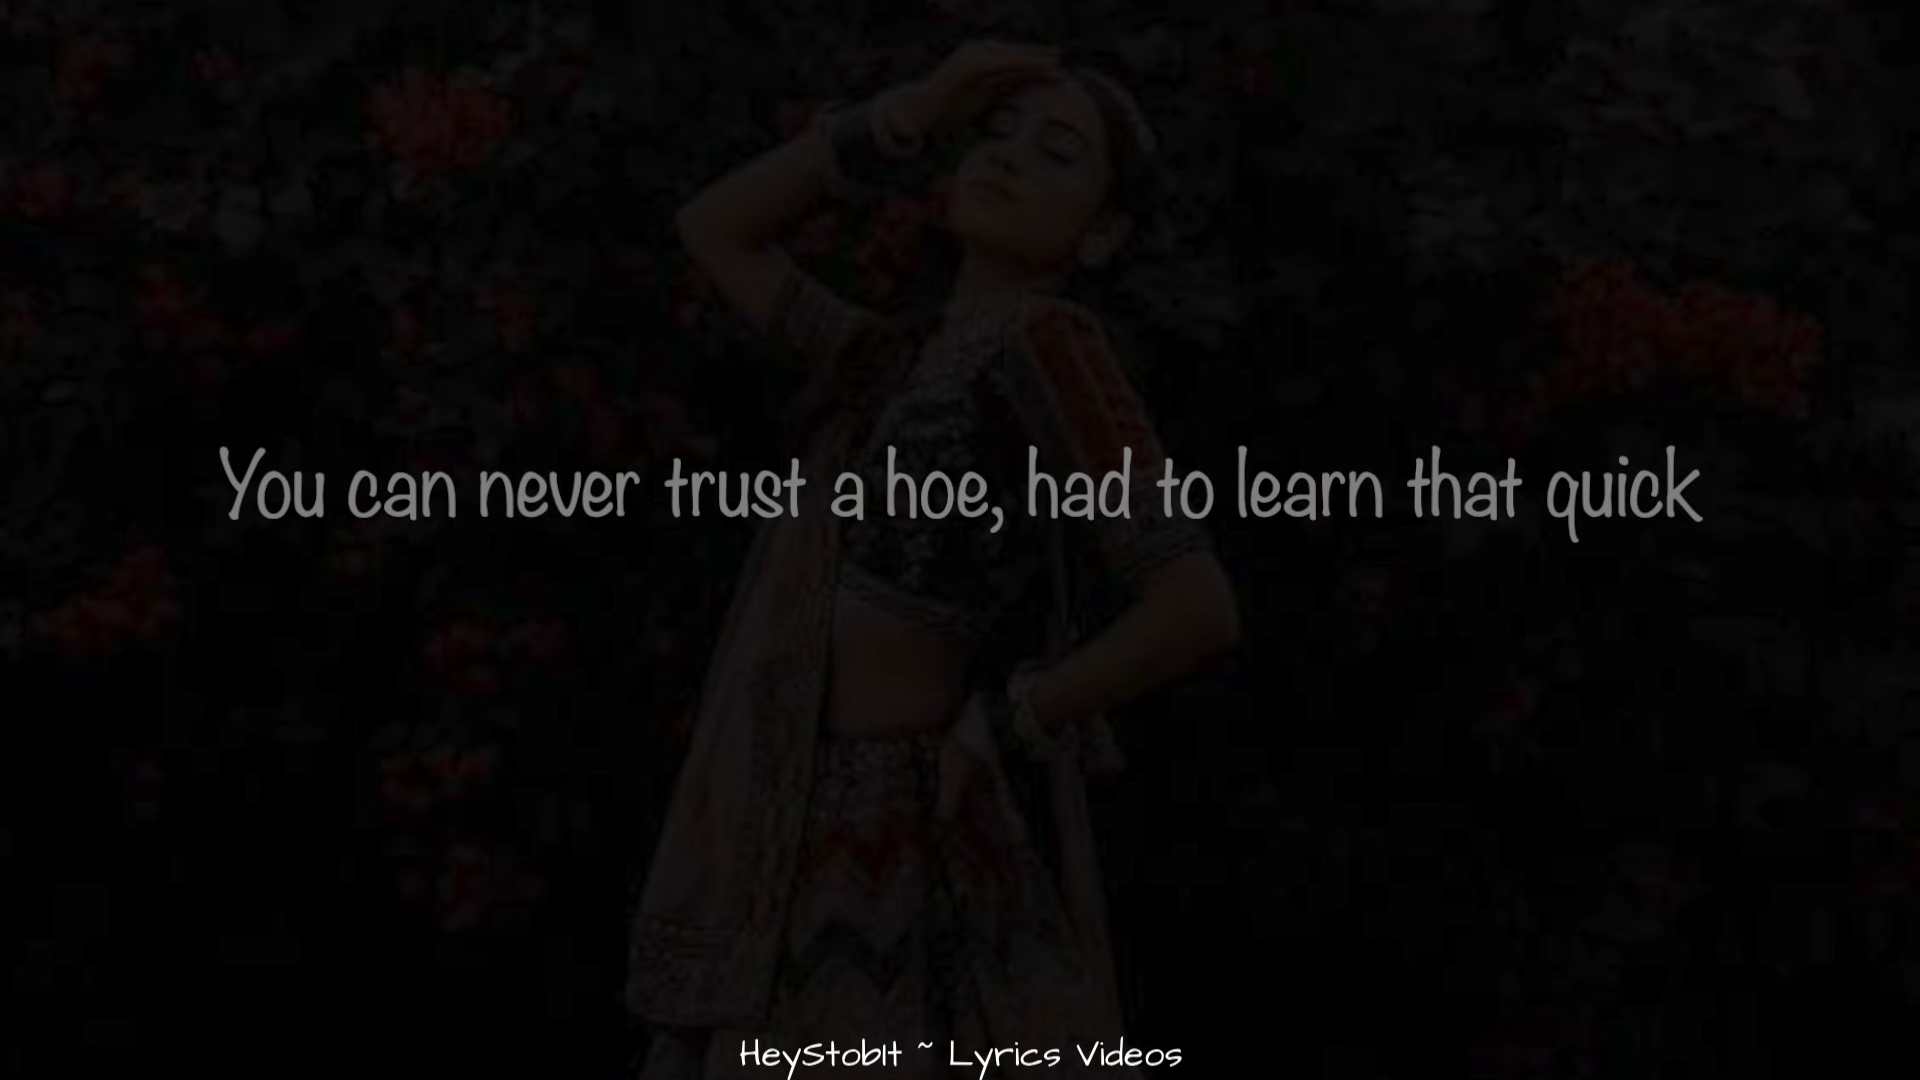 You can never trust a hoe, had to learn that quick
HeyStobIt ~ Lyrics Videos